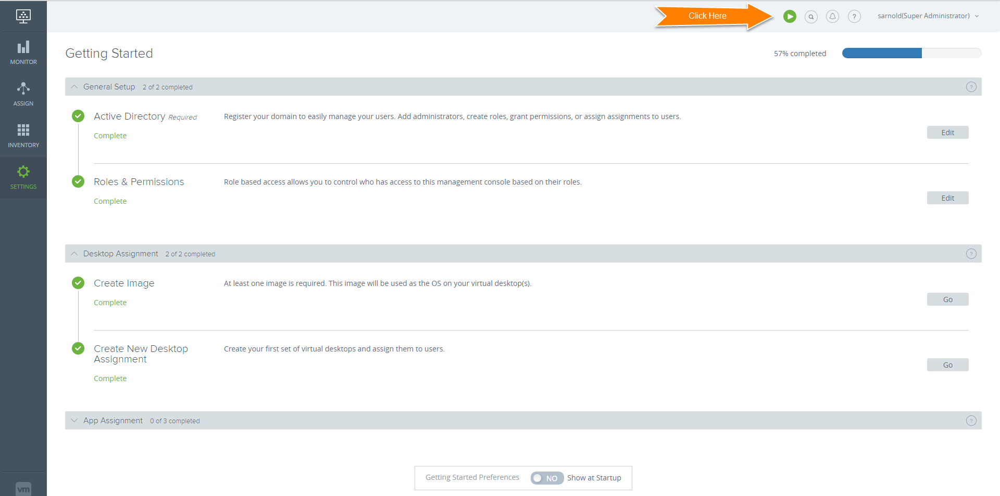 Click Here
?
sarnold(Super Administrator)
MONITOR
ASSIGN
INVENTORY
SETTINGS
vm
Getting Started
57% completed
General Setup 2 of 2 completed ?
Active Directory Required Register your domain to easily manage your users. Add administrators, create roles, grant permissions, or assign assignments to users.
Complete
Edit
Roles & Permissions Role based access allows you to control who has access to this management console based on their roles.
Complete
Edit
Desktop Assignment 2 of 2 completed ?
Create Image At least one image is required. This image will be used as the OS on your virtual desktop(s).
Complete
Go
Create New Desktop Create your first set of virtual desktops and assign them to users.
Assignment
Complete
Go
App Assignment 0 of 3 completed ?
Getting Started Preferences NO Show at Startup